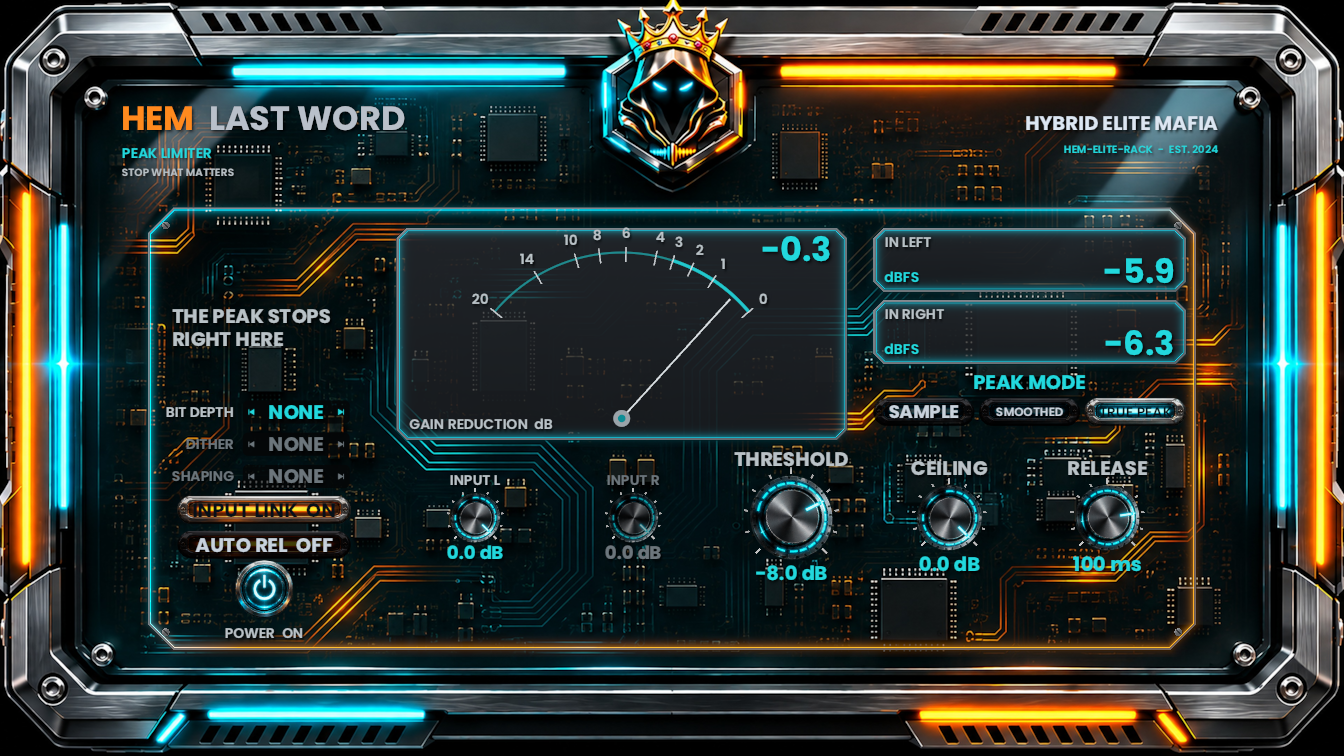 HEM LAST WORD
PEAK LIMITER
STOP WHAT MATTERS
HYBRID ELITE MAFIA
HEM-ELITE-RACK - EST. 2024
20 14 10 8 6 4 3 2 1 0
-0.3
GAIN REDUCTION dB
IN LEFT
dBFS -5.9
IN RIGHT
dBFS -6.3
PEAK MODE
SAMPLE SMOOTHED TRUE PEAK
THE PEAK STOPS
RIGHT HERE
BIT DEPTH NONE
DITHER NONE
SHAPING NONE
INPUT LINK ON
AUTO REL OFF
POWER ON
INPUT L
0.0 dB
INPUT R
0.0 dB
THRESHOLD
-8.0 dB
CEILING
0.0 dB
RELEASE
100 ms